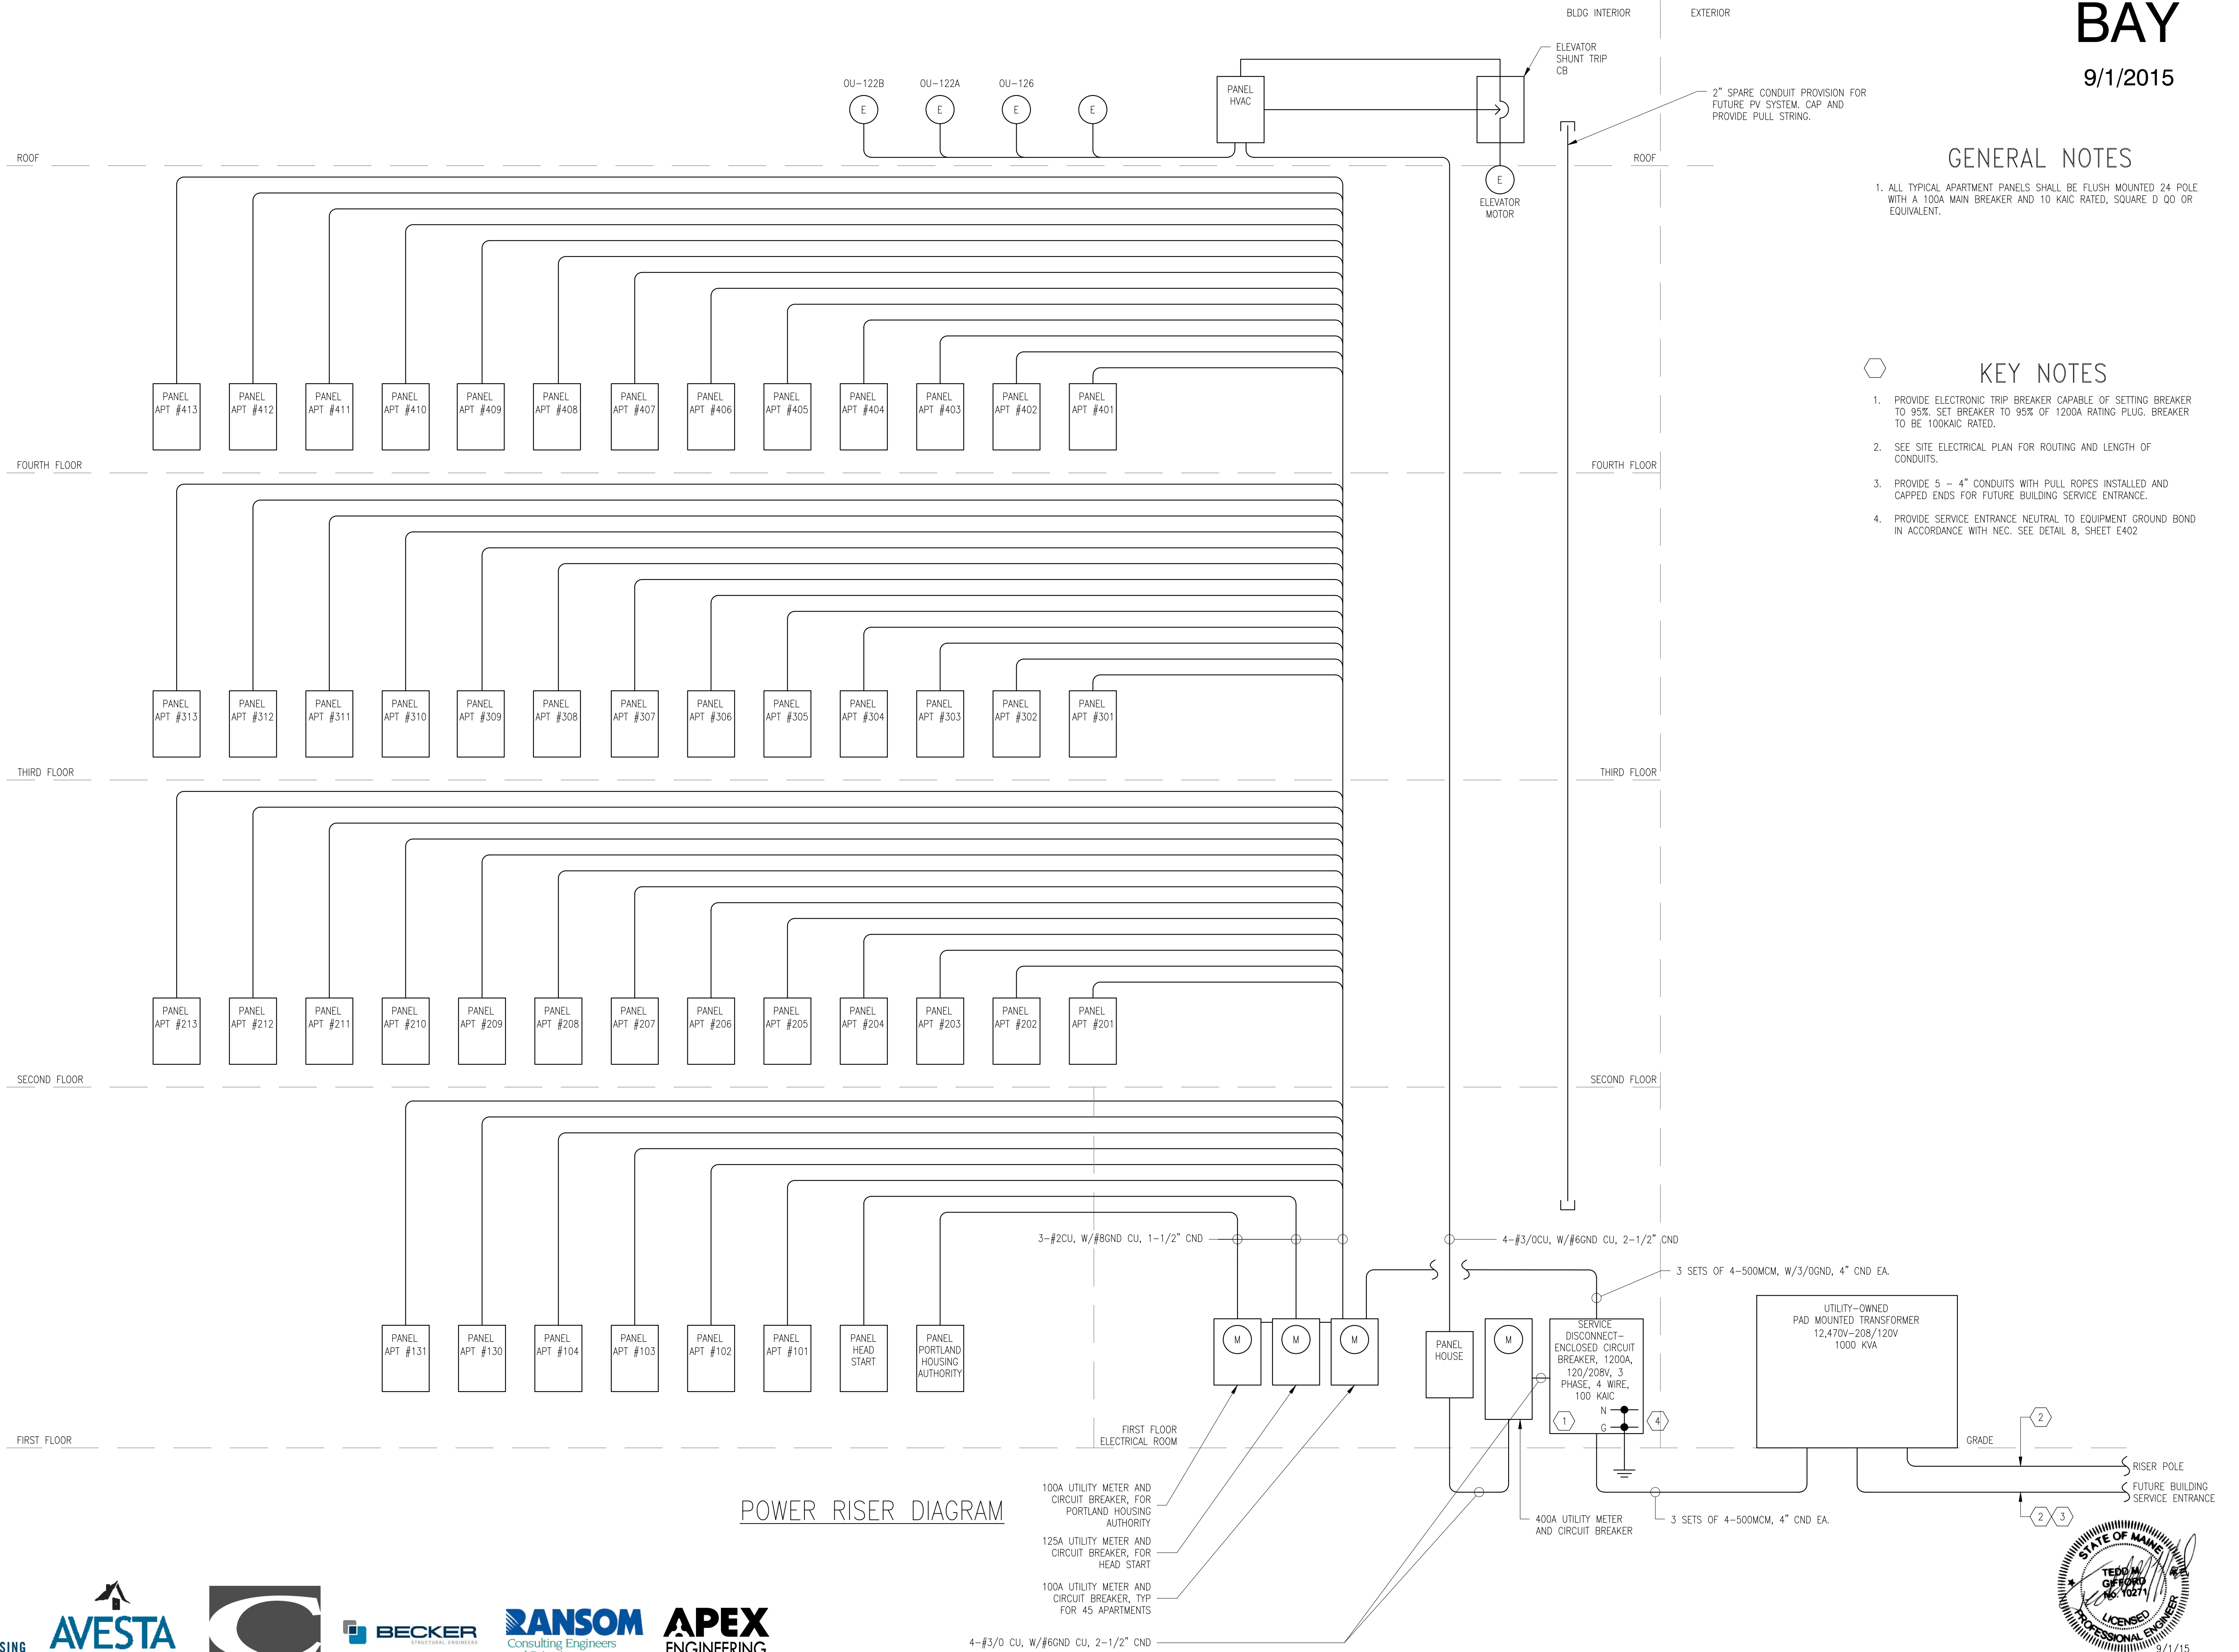 BLDG INTERIOR
EXTERIOR
BAY
9/1/2015
ELEVATOR
SHUNT TRIP
CB
OU-122B
OU-122A
OU-126
E
E
E
E
PANEL
HVAC
2" SPARE CONDUIT PROVISION FOR
FUTURE PV SYSTEM. CAP AND
PROVIDE PULL STRING.
ROOF
ROOF
E
ELEVATOR
MOTOR
GENERAL NOTES
1. ALL TYPICAL APARTMENT PANELS SHALL BE FLUSH MOUNTED 24 POLE
WITH A 100A MAIN BREAKER AND 10 KAIC RATED, SQUARE D QO OR
EQUIVALENT.
KEY NOTES
1. PROVIDE ELECTRONIC TRIP BREAKER CAPABLE OF SETTING BREAKER
TO 95%. SET BREAKER TO 95% OF 1200A RATING PLUG. BREAKER
TO BE 100KAIC RATED.
2. SEE SITE ELECTRICAL PLAN FOR ROUTING AND LENGTH OF
CONDUITS.
3. PROVIDE 5 - 4" CONDUITS WITH PULL ROPES INSTALLED AND
CAPPED ENDS FOR FUTURE BUILDING SERVICE ENTRANCE.
4. PROVIDE SERVICE ENTRANCE NEUTRAL TO EQUIPMENT GROUND BOND
IN ACCORDANCE WITH NEC. SEE DETAIL 8, SHEET E402
PANEL
APT #413
PANEL
APT #412
PANEL
APT #411
PANEL
APT #410
PANEL
APT #409
PANEL
APT #408
PANEL
APT #407
PANEL
APT #406
PANEL
APT #405
PANEL
APT #404
PANEL
APT #403
PANEL
APT #402
PANEL
APT #401
FOURTH FLOOR
FOURTH FLOOR
PANEL
APT #313
PANEL
APT #312
PANEL
APT #311
PANEL
APT #310
PANEL
APT #309
PANEL
APT #308
PANEL
APT #307
PANEL
APT #306
PANEL
APT #305
PANEL
APT #304
PANEL
APT #303
PANEL
APT #302
PANEL
APT #301
THIRD FLOOR
THIRD FLOOR
PANEL
APT #213
PANEL
APT #212
PANEL
APT #211
PANEL
APT #210
PANEL
APT #209
PANEL
APT #208
PANEL
APT #207
PANEL
APT #206
PANEL
APT #205
PANEL
APT #204
PANEL
APT #203
PANEL
APT #202
PANEL
APT #201
SECOND FLOOR
SECOND FLOOR
3-#2CU, W/#8GND CU, 1-1/2" CND
4-#3/0CU, W/#6GND CU, 2-1/2" CND
3 SETS OF 4-500MCM, W/3/0GND, 4" CND EA.
PANEL
APT #131
PANEL
APT #130
PANEL
APT #104
PANEL
APT #103
PANEL
APT #102
PANEL
APT #101
PANEL
HEAD
START
PANEL
PORTLAND
HOUSING
AUTHORITY
M
M
M
PANEL
HOUSE
M
SERVICE
DISCONNECT-
ENCLOSED CIRCUIT
BREAKER, 1200A,
120/208V, 3
PHASE, 4 WIRE,
100 KAIC
N
G
1
4
UTILITY-OWNED
PAD MOUNTED TRANSFORMER
12,470V-208/120V
1000 KVA
FIRST FLOOR
FIRST FLOOR
ELECTRICAL ROOM
GRADE
2
RISER POLE
FUTURE BUILDING
SERVICE ENTRANCE
2
3
POWER RISER DIAGRAM
100A UTILITY METER AND
CIRCUIT BREAKER, FOR
PORTLAND HOUSING
AUTHORITY
125A UTILITY METER AND
CIRCUIT BREAKER, FOR
HEAD START
100A UTILITY METER AND
CIRCUIT BREAKER, TYP
FOR 45 APARTMENTS
4-#3/0 CU, W/#6GND CU, 2-1/2" CND
400A UTILITY METER
AND CIRCUIT BREAKER
3 SETS OF 4-500MCM, 4" CND EA.
STATE OF MAINE
TEDD M.
GIFFORD
No. 10271
LICENSED
PROFESSIONAL ENGINEER
9/1/15
AVESTA
BECKER
STRUCTURAL ENGINEERS
RANSOM
Consulting Engineers
APEX
ENGINEERING